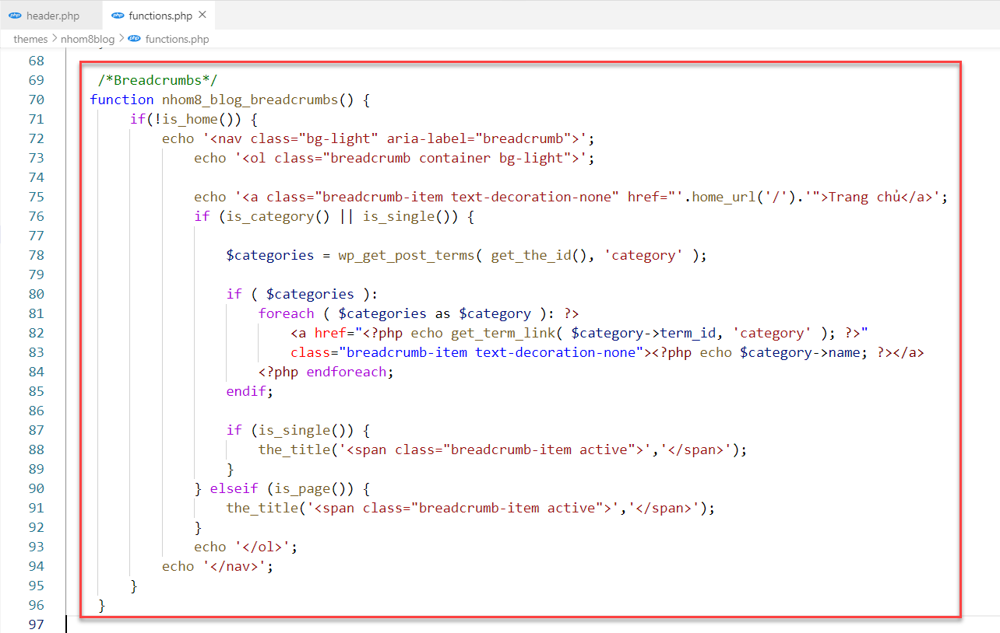 php header.php php functions.php ×
themes > nhom8blog > php functions.php
68
69 /*Breadcrumbs*/
70 function nhom8_blog_breadcrumbs() {
71 if(!is_home()) {
72 echo '<nav class="bg-light" aria-label="breadcrumb">';
73 echo '<ol class="breadcrumb container bg-light">';
74
75 echo '<a class="breadcrumb-item text-decoration-none" href="'.home_url('/').'">Trang chủ</a>';
76 if (is_category() || is_single()) {
77
78 $categories = wp_get_post_terms( get_the_id(), 'category' );
79
80 if ( $categories ):
81 foreach ( $categories as $category ): ?>
82 <a href="<?php echo get_term_link( $category->term_id, 'category' ); ?>"
83 class="breadcrumb-item text-decoration-none"><?php echo $category->name; ?></a>
84 <?php endforeach;
85 endif;
86
87 if (is_single()) {
88 the_title('<span class="breadcrumb-item active">','</span>');
89 }
90 } elseif (is_page()) {
91 the_title('<span class="breadcrumb-item active">','</span>');
92 }
93 echo '</ol>';
94 echo '</nav>';
95 }
96 }
97